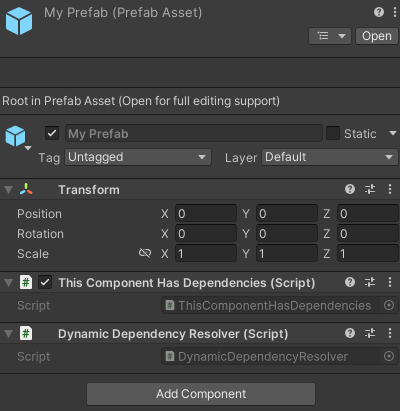 My Prefab (Prefab Asset)
Open
Root in Prefab Asset (Open for full editing support)
My Prefab Static
Tag Untagged Layer Default
Transform
Position X 0 Y 0 Z 0
Rotation X 0 Y 0 Z 0
Scale X 1 Y 1 Z 1
# This Component Has Dependencies (Script)
Script # ThisComponentHasDependencies
# Dynamic Dependency Resolver (Script)
Script # DynamicDependencyResolver
Add Component